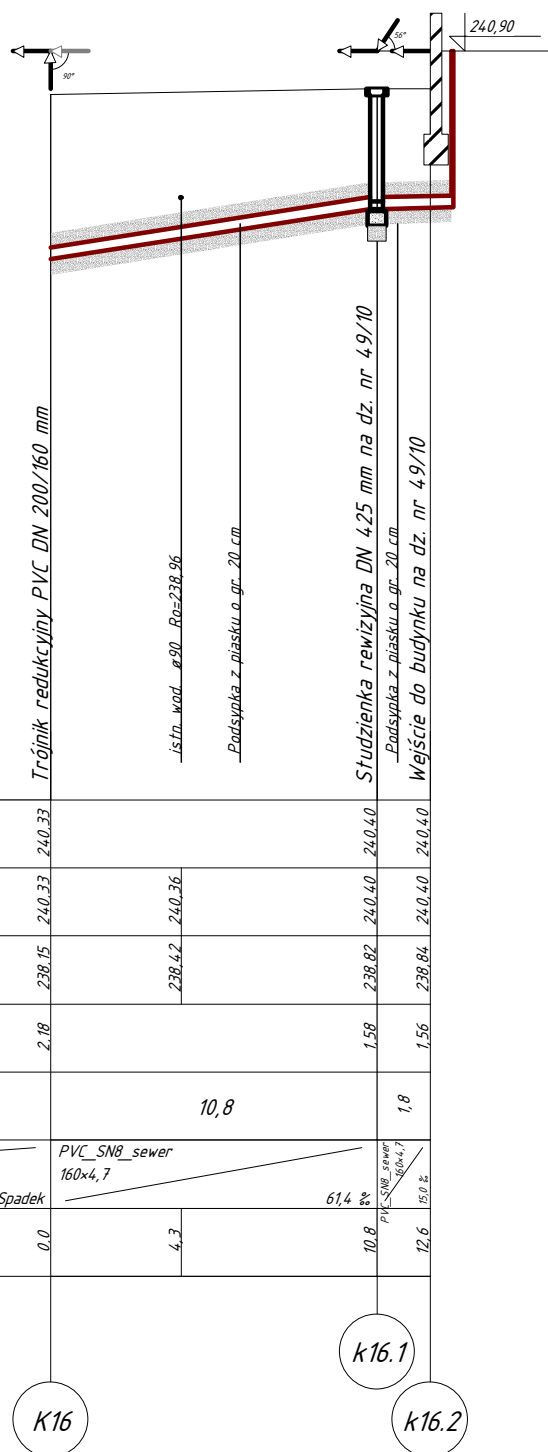 240,90
90°
56°
Trójnik redukcyjny PVC DN 200/160 mm
istn. wod. ø90 Ro=238,96
Podsypka z piasku o gr. 20 cm
Studzienka rewizyjna DN 425 mm na dz. nr 49/10
Podsypka z piasku o gr. 20 cm
Wejście do budynku na dz. nr 49/10
240,33 240,40 240,40
240,33 240,36 240,40 240,40
238,15 238,42 238,82 238,84
2,18 1,58 1,56
10,8 1,8
PVC_SN8_sewer
160x4,7
Spadek 61,4 ‰
PVC_SN8_sewer
160x4,7
15,0 ‰
0,0 4,3 10,8 12,6
k16.1
K16 k16.2